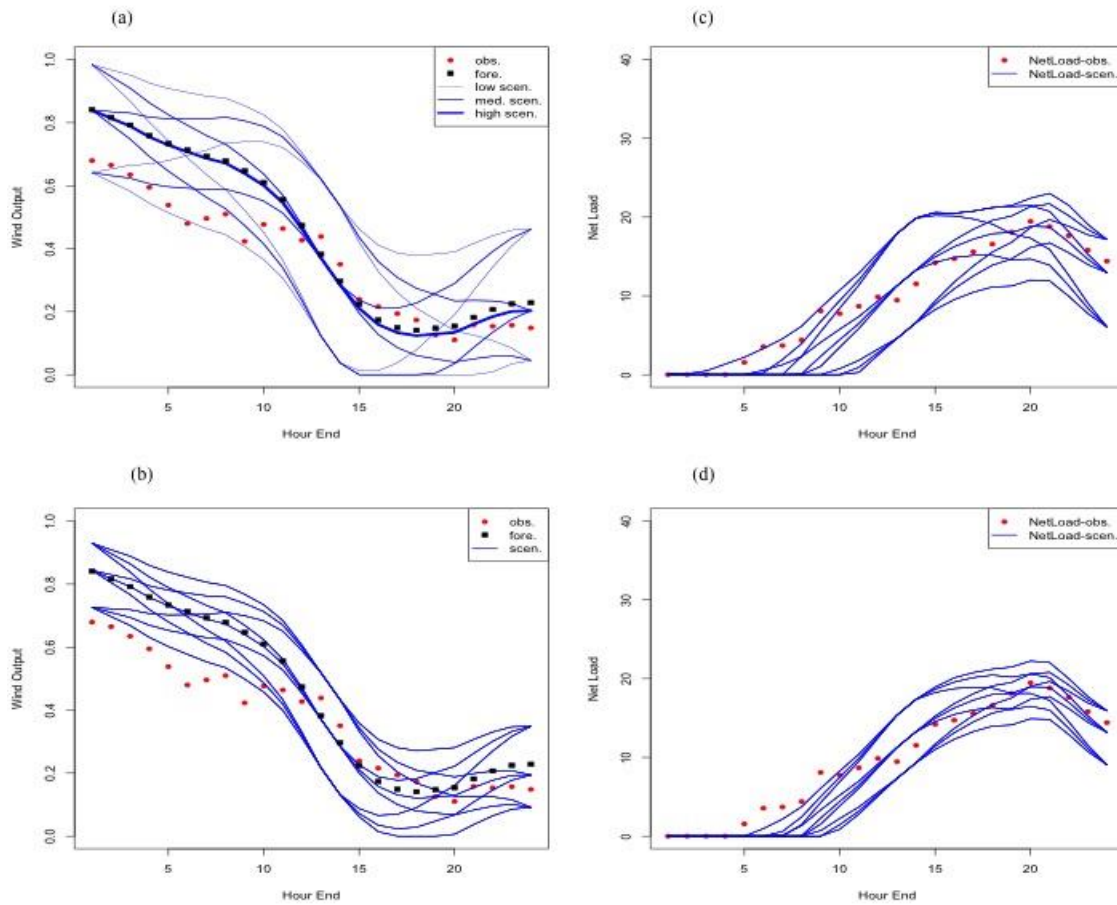 (a)
obs.
fore.
low scen.
med. scen.
high scen.
Wind Output
0.0
0.2
0.4
0.6
0.8
1.0
5
10
15
20
Hour End
(c)
NetLoad-obs.
NetLoad-scen.
Net Load
0
10
20
30
40
5
10
15
20
Hour End
(b)
obs.
fore.
scen.
Wind Output
0.0
0.2
0.4
0.6
0.8
1.0
5
10
15
20
Hour End
(d)
NetLoad-obs.
NetLoad-scen.
Net Load
0
10
20
30
40
5
10
15
20
Hour End